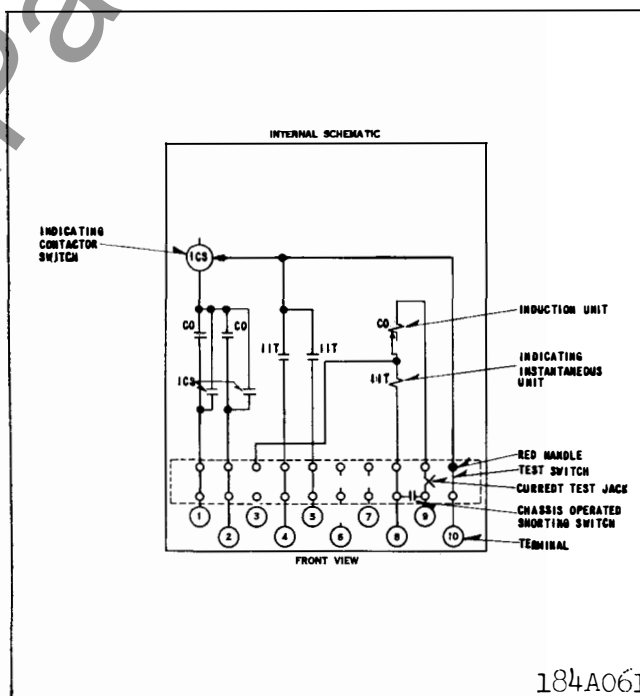 INTERNAL SCHEMATIC
INDICATING
CONTACTOR
SWITCH
ICS
CO
CO
IIT
IIT
CO
INDUCTION UNIT
ICS
IIT
INDICATING
INSTANTANEOUS
UNIT
RED HANDLE
TEST SWITCH
CURRENT TEST JACK
CHASSIS OPERATED
SHORTING SWITCH
1
3
5
7
9
2
4
6
8
10
TERMINAL
FRONT VIEW
184A061